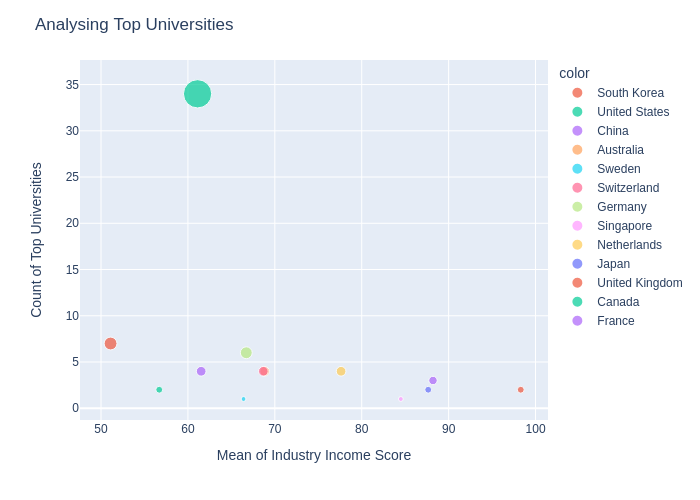 Analysing Top Universities
color
South Korea
United States
China
Australia
Sweden
Switzerland
Germany
Singapore
Netherlands
Japan
United Kingdom
Canada
France
Count of Top Universities
35
30
25
20
15
10
5
0
50 60 70 80 90 100
Mean of Industry Income Score